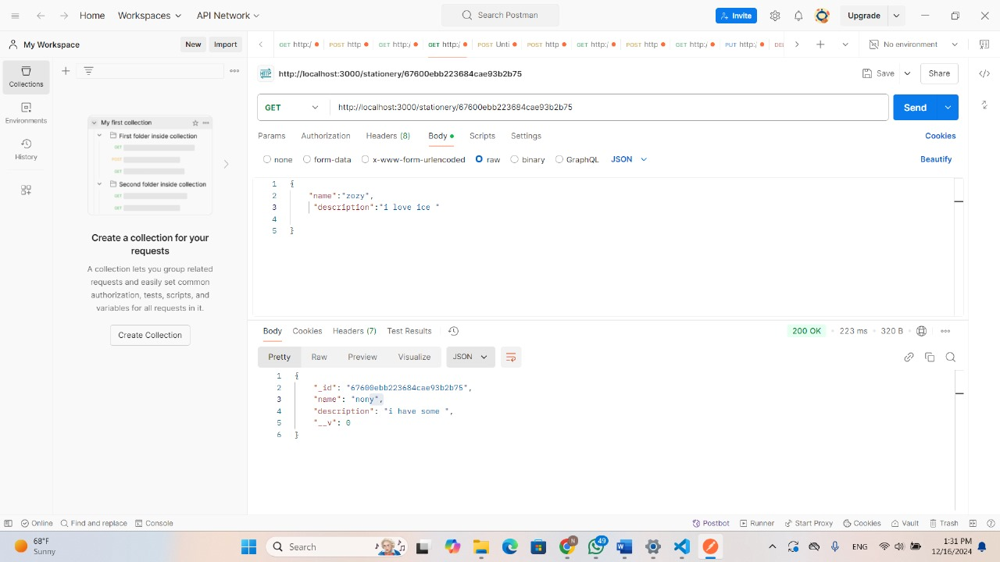 Home Workspaces API Network Search Postman Invite Upgrade
My Workspace New Import GET http:/ POST http GET http:/ GET http:/ POST Unti POST http GET http:/ POST http GET http:/ PUT http:/ DEL No environment
Collections
Environments
History
My first collection
First folder inside collection
GET
POST
GET
Second folder inside collection
GET
GET
Create a collection for your
requests
A collection lets you group related
requests and easily set common
authorization, tests, scripts, and
variables for all requests in it.
Create Collection
HTTP http://localhost:3000/stationery/67600ebb223684cae93b2b75 Save Share
GET http://localhost:3000/stationery/67600ebb223684cae93b2b75 Send
Params Authorization Headers (8) Body Scripts Settings Cookies
none form-data x-www-form-urlencoded raw binary GraphQL JSON Beautify
1 {
2 "name":"zozy",
3 "description":"i love ice "
4
5 }
Body Cookies Headers (7) Test Results 200 OK 223 ms 320 B
Pretty Raw Preview Visualize JSON
1 {
2 "_id": "67600ebb223684cae93b2b75",
3 "name": "nony",
4 "description": "i have some ",
5 "__v": 0
6 }
Online Find and replace Console Postbot Runner Start Proxy Cookies Vault Trash
68°F
Sunny
Search
N
49
ENG
1:31 PM
12/16/2024